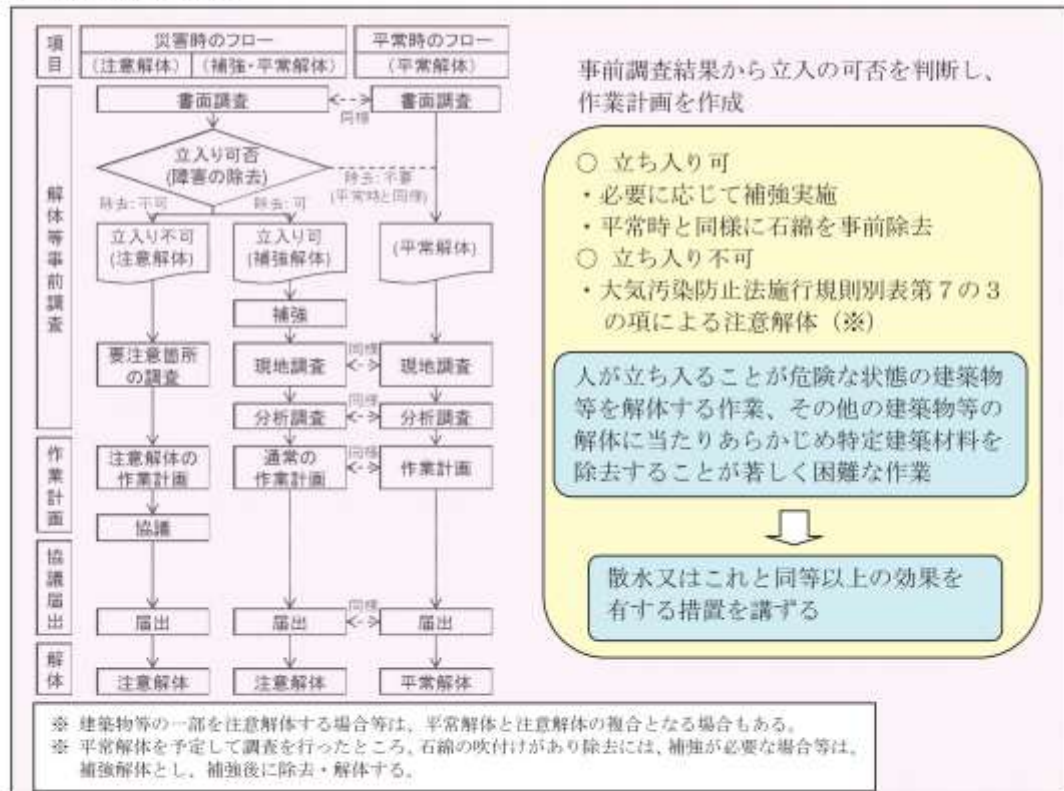 項目
災害時のフロー
平常時のフロー
(注意解体)
(補強・平常解体)
(平常解体)
解体等事前調査
書面調査
同様
書面調査
立入り可否
(障害の除去)
除去:不要
(平常時と同様)
除去:不可
除去:可
立入り不可
(注意解体)
立入り可
(補強解体)
(平常解体)
補強
要注意箇所
の調査
現地調査
同様
現地調査
分析調査
同様
分析調査
作業計画
注意解体の
作業計画
通常の
作業計画
同様
作業計画
協議
協議届出
届出
届出
同様
届出
解体
注意解体
注意解体
平常解体
事前調査結果から立入の可否を判断し、
作業計画を作成
○ 立ち入り可
・必要に応じて補強実施
・平常時と同様に石綿を事前除去
○ 立ち入り不可
・大気汚染防止法施行規則別表第7の3
の項による注意解体(※)
人が立ち入ることが危険な状態の建築物
等を解体する作業、その他の建築物等の
解体に当たりあらかじめ特定建築材料を
除去することが著しく困難な作業
散水又はこれと同等以上の効果を
有する措置を講ずる
※ 建築物等の一部を注意解体する場合等は、平常解体と注意解体の複合となる場合もある。
※ 平常解体を予定して調査を行ったところ、石綿の吹付けがあり除去には、補強が必要な場合等は、
補強解体とし、補強後に除去・解体する。